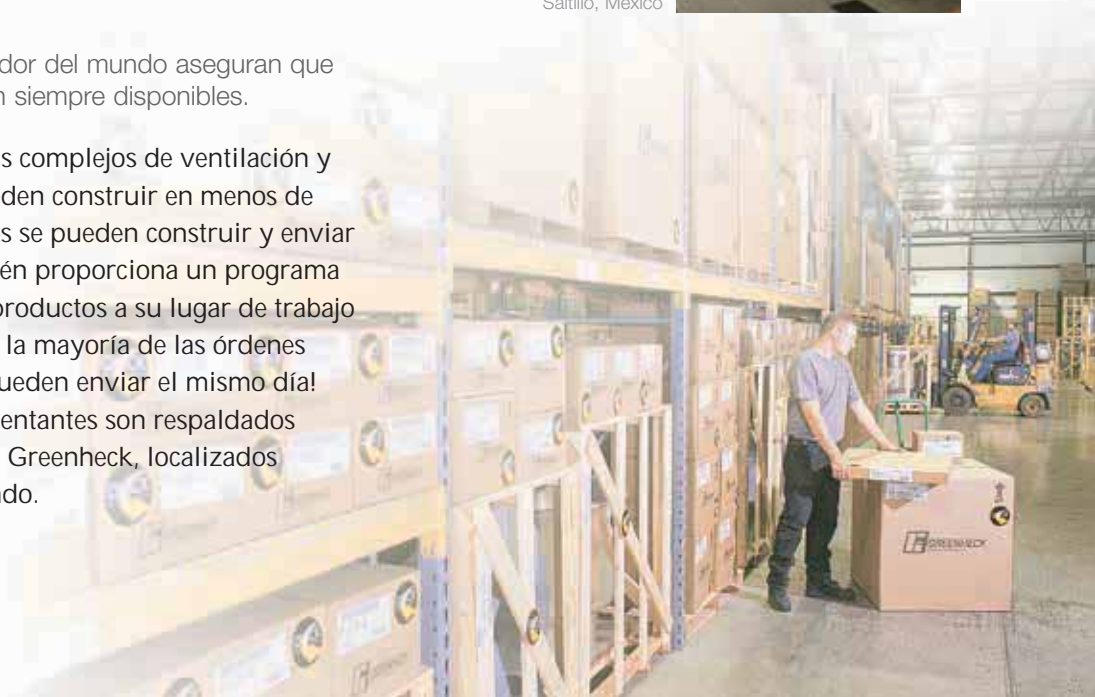 Saltillo, México
dor del mundo aseguran que
n siempre disponibles.
s complejos de ventilación y
den construir en menos de
s se pueden construir y enviar
én proporciona un programa
productos a su lugar de trabajo
la mayoría de las órdenes
ueden enviar el mismo día!
entantes son respaldados
Greenheck, localizados
ndo.
GREENHECK